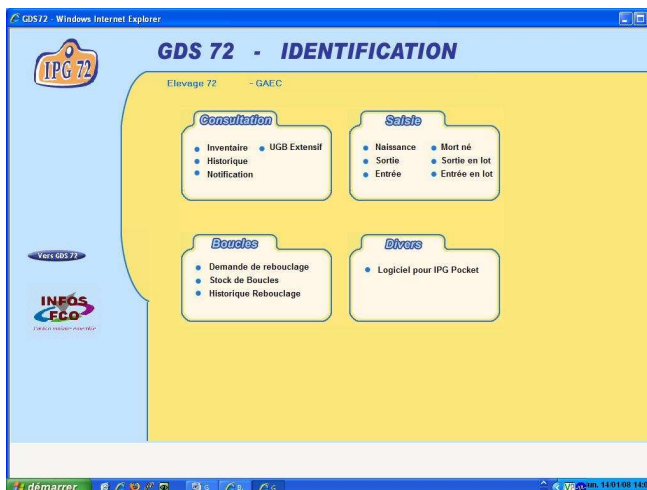 GDS72 - Windows Internet Explorer
IPG 72
GDS 72 - IDENTIFICATION
Elevage 72 - GAEC
Consultation
Inventaire
UGB Extensif
Historique
Notification
Saisie
Naissance
Mort né
Sortie
Sortie en lot
Entrée
Entrée en lot
Vers GDS 72
INFOS
FCO
Boucles
Demande de rebouclage
Stock de Boucles
Historique Rebouclage
Divers
Logiciel pour IPG Pocket
démarrer
14/01/08